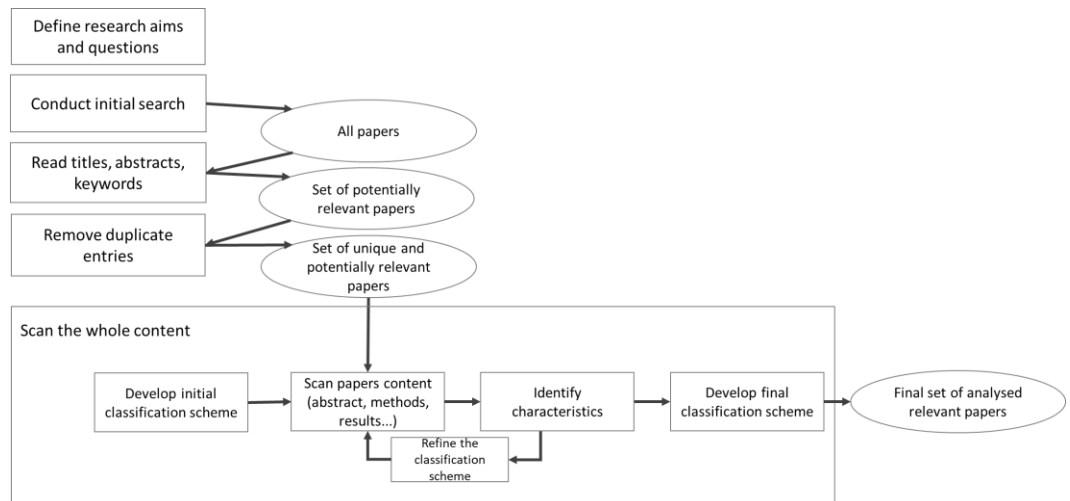 Define research aims
and questions
Conduct initial search
All papers
Read titles, abstracts,
keywords
Set of potentially
relevant papers
Remove duplicate
entries
Set of unique and
potentially relevant
papers
Scan the whole content
Develop initial
classification scheme
Scan papers content
(abstract, methods,
results...)
Identify
characteristics
Develop final
classification scheme
Final set of analysed
relevant papers
Refine the
classification
scheme